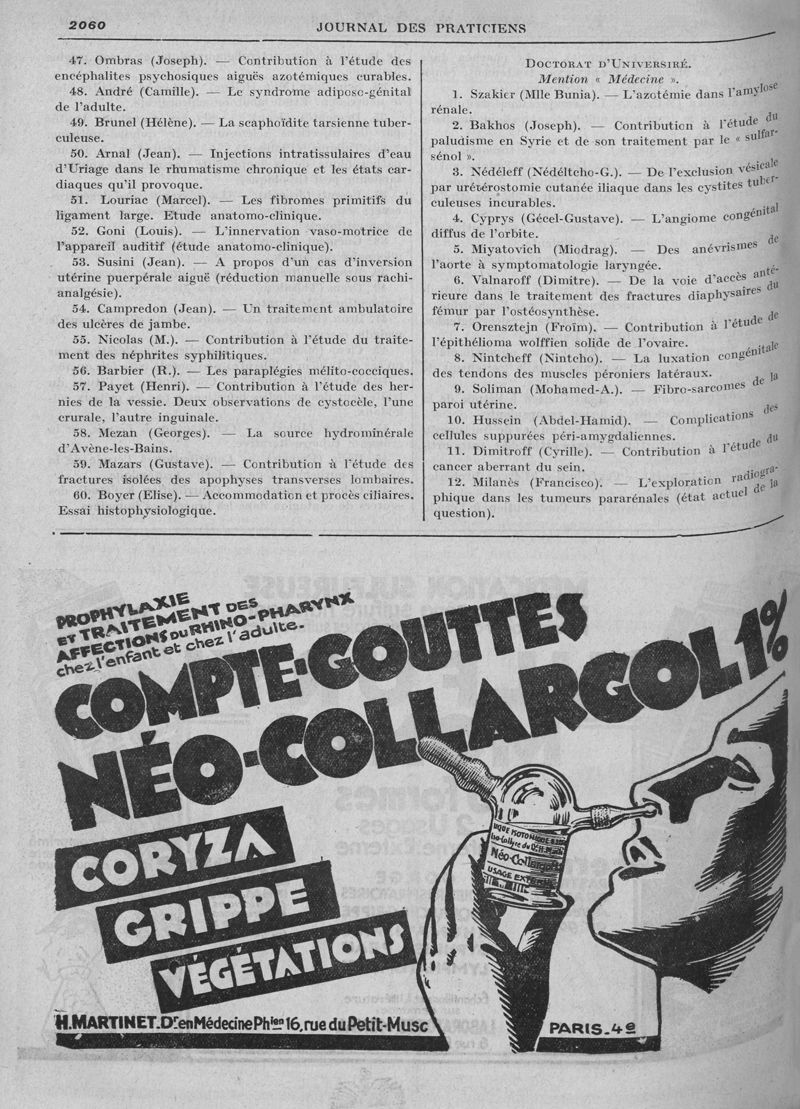 2060
JOURNAL DES PRATICIENS
47. Ombras (Joseph). — Contribution à l'étude des
encéphalites psychosiques aiguës azotémiques curables.
48. André (Camille). — Le syndrome adiposo-génital
de l'adulte.
49. Brunel (Hélène). — La scaphoïdite tarsienne tuber-
culeuse.
50. Arnal (Jean). — Injections intratissulaires d'eau
d'Uriage dans le rhumatisme chronique et les états car-
diaques qu'il provoque.
51. Louriac (Marcel). — Les fibromes primitifs du
ligament large. Etude anatomo-clinique.
52. Goni (Louis). — L'innervation vaso-motrice de
l'appareil auditif (étude anatomo-clinique).
53. Susini (Jean). — A propos d'un cas d'inversion
utérine puerpérale aiguë (réduction manuelle sous rachi-
analgésie).
54. Campredon (Jean). — Un traitement ambulatoire
des ulcères de jambe.
55. Nicolas (M.). — Contribution à l'étude du traite-
ment des néphrites syphilitiques.
56. Barbier (R.). — Les paraplégies mélito-cocciques.
57. Payet (Henri). — Contribution à l'étude des her-
nies de la vessie. Deux observations de cystocèle, l'une
crurale, l'autre inguinale.
58. Mezan (Georges). — La source hydrominérale
d'Avène-les-Bains.
59. Mazars (Gustave). — Contribution à l'étude des
fractures isolées des apophyses transverses lombaires.
60. Boyer (Elise). — Accommodation et procès ciliaires.
Essai histophysiologique.
DOCTORAT D'UNIVERSIRÉ.
Mention « Médecine ».
1. Szakier (Mlle Bunia). — L'azotémie dans l'amylose
rénale.
2. Bakhos (Joseph). — Contribution à l'étude du
paludisme en Syrie et de son traitement par le « sulfar-
sénol ».
3. Nédéleff (Nédéltcho-G.). — De l'exclusion vésicale
par urétérostomie cutanée iliaque dans les cystites tuber-
culeuses incurables.
4. Cyprys (Gécel-Gustave). — L'angiome congénital
diffus de l'orbite.
5. Miyatovich (Miodrag). — Des anévrismes de
l'aorte à symptomatologie laryngée.
6. Valnaroff (Dimitre). — De la voie d'accès anté-
rieure dans le traitement des fractures diaphysaires du
fémur par l'ostéosynthèse.
7. Orensztejn (Froïm). — Contribution à l'étude de
l'épithélioma wolffien solide de l'ovaire.
8. Nintcheff (Nintcho). — La luxation congénitale
des tendons des muscles péroniers latéraux.
9. Soliman (Mohamed-A.). — Fibro-sarcomes de la
paroi utérine.
10. Hussein (Abdel-Hamid). — Complications des
cellules suppurées péri-amygdaliennes.
11. Dimitroff (Cyrille). — Contribution à l'étude du
cancer aberrant du sein.
12. Milanès (Francisco). — L'exploration radiogra-
phique dans les tumeurs pararénales (état actuel de la
question).
PROPHYLAXIE
ET TRAITEMENT DES
AFFECTIONS DU RHINO-PHARYNX
chez l'enfant et chez l'adulte.
COMPTE-GOUTTES
NÉO-COLLARGOL 1%
CORYZA
GRIPPE
VÉGÉTATIONS
Néo-Collargol
USAGE EXTERNE
H. MARTINET. Dr en Médecine Phien 16, rue du Petit-Musc
PARIS. 4e